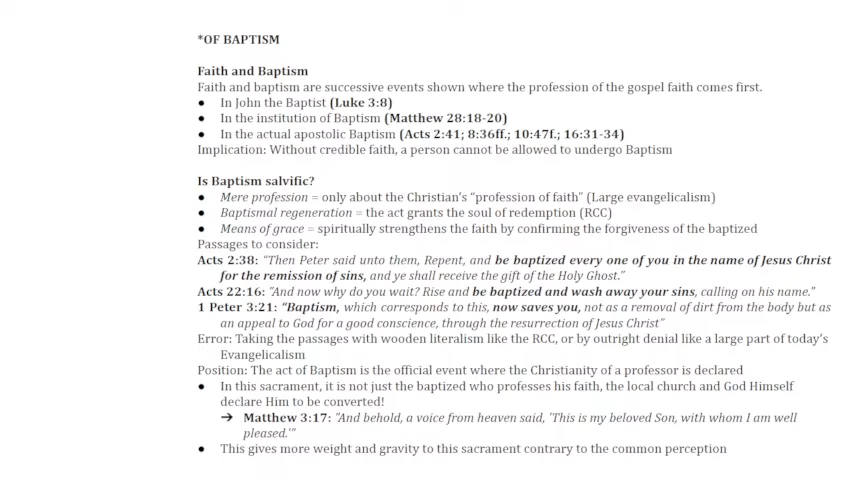 *OF BAPTISM
Faith and Baptism
Faith and baptism are successive events shown where the profession of the gospel faith comes first.
● In John the Baptist (Luke 3:8)
● In the institution of Baptism (Matthew 28:18-20)
● In the actual apostolic Baptism (Acts 2:41; 8:36ff.; 10:47f.; 16:31-34)
Implication: Without credible faith, a person cannot be allowed to undergo Baptism
Is Baptism salvific?
● Mere profession = only about the Christian's “profession of faith” (Large evangelicalism)
● Baptismal regeneration = the act grants the soul of redemption (RCC)
● Means of grace = spiritually strengthens the faith by confirming the forgiveness of the baptized
Passages to consider:
Acts 2:38: “Then Peter said unto them, Repent, and be baptized every one of you in the name of Jesus Christ
for the remission of sins, and ye shall receive the gift of the Holy Ghost.”
Acts 22:16: “And now why do you wait? Rise and be baptized and wash away your sins, calling on his name.”
1 Peter 3:21: “Baptism, which corresponds to this, now saves you, not as a removal of dirt from the body but as
an appeal to God for a good conscience, through the resurrection of Jesus Christ”
Error: Taking the passages with wooden literalism like the RCC, or by outright denial like a large part of today's
Evangelicalism
Position: The act of Baptism is the official event where the Christianity of a professor is declared
● In this sacrament, it is not just the baptized who professes his faith, the local church and God Himself
declare Him to be converted!
➔ Matthew 3:17: “And behold, a voice from heaven said, 'This is my beloved Son, with whom I am well
pleased.'”
● This gives more weight and gravity to this sacrament contrary to the common perception